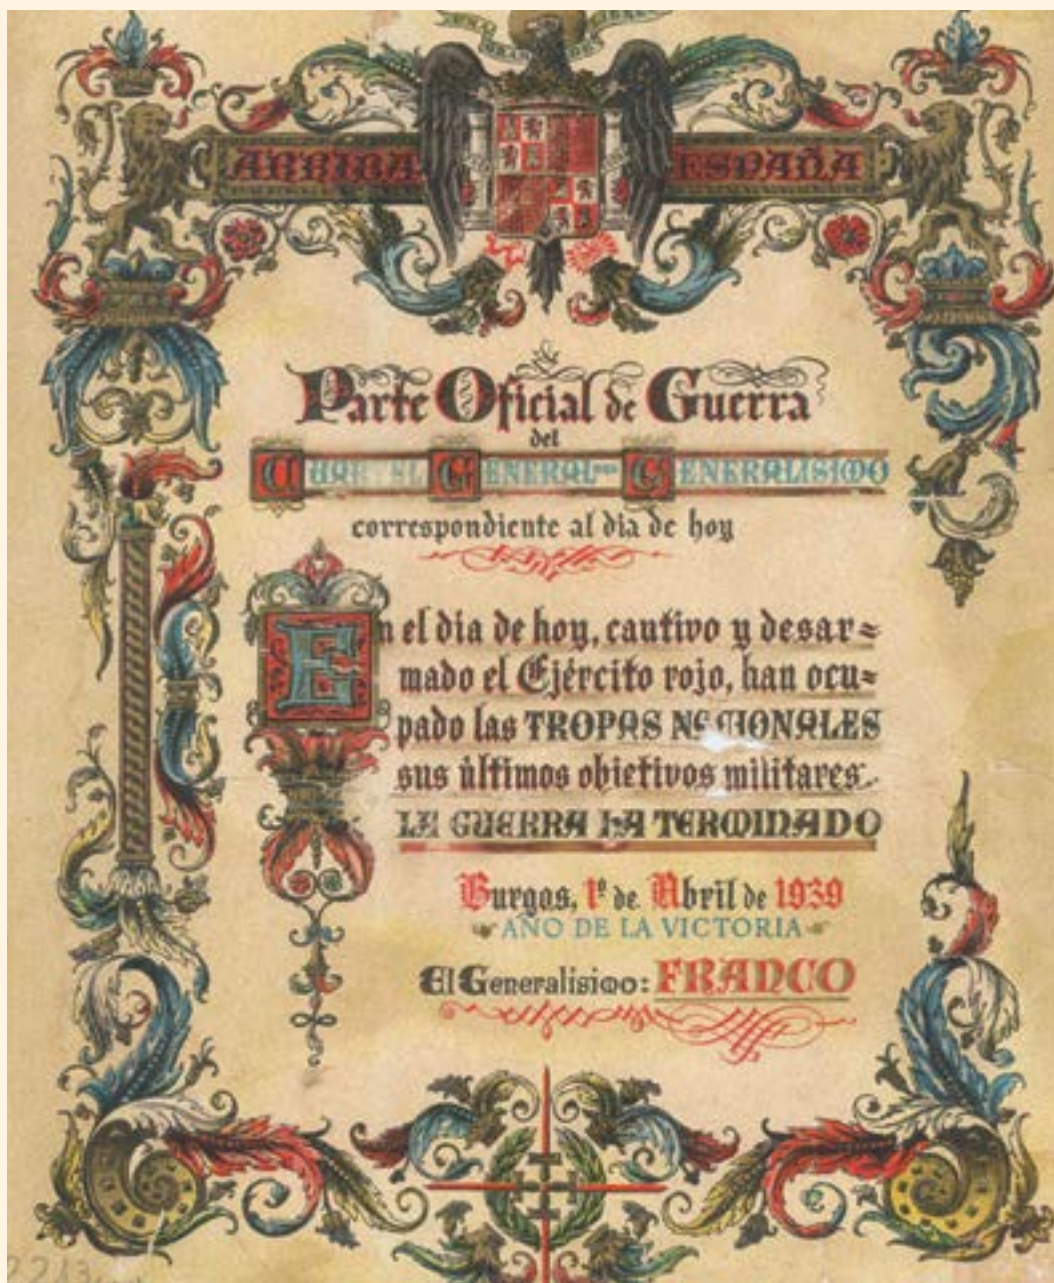 ARRIBA ESPAÑA
Parte Oficial de Guerra
del
CUARTEL GENERAL DEL GENERALISIMO
correspondiente al dia de hoy
En el dia de hoy, cautivo y desar=
mado el Ejército rojo, han ocu=
pado las TROPAS NACIONALES
sus últimos objetivos militares.
LA GUERRA HA TERMINADO
Burgos, 1º de Abril de 1939
AÑO DE LA VICTORIA
El Generalísimo: FRANCO
2213